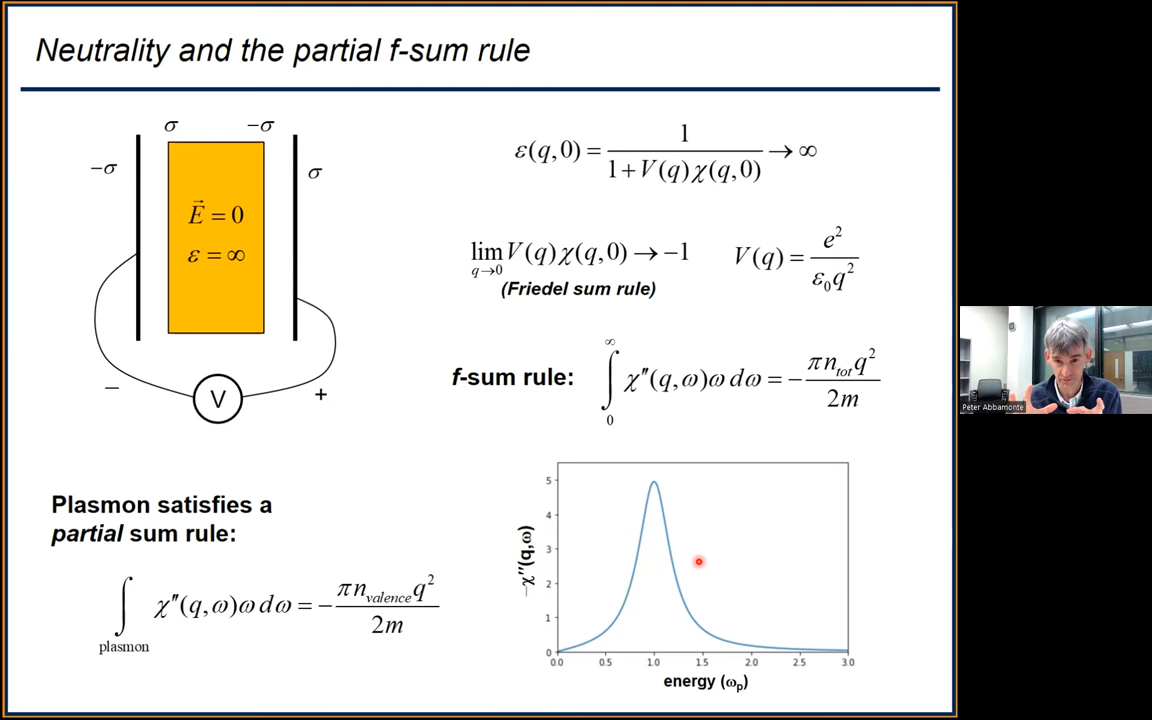 Neutrality and the partial f-sum rule
σ
-σ
-σ
σ
E⃗ = 0
ε = ∞
V
−
+
ε(q,0) = 1 / (1 + V(q)χ(q,0)) → ∞
lim q→0 V(q)χ(q,0) → −1
V(q) = e² / ε₀q²
(Friedel sum rule)
f-sum rule: ∫₀^∞ χ″(q,ω)ω dω = − πn_tot q² / 2m
Plasmon satisfies a
partial sum rule:
∫_plasmon χ″(q,ω)ω dω = − πn_valence q² / 2m
−χ″(q,ω)
5
4
3
2
1
0
0.0 0.5 1.0 1.5 2.0 2.5 3.0
energy (ωp)
Peter Abbamonte